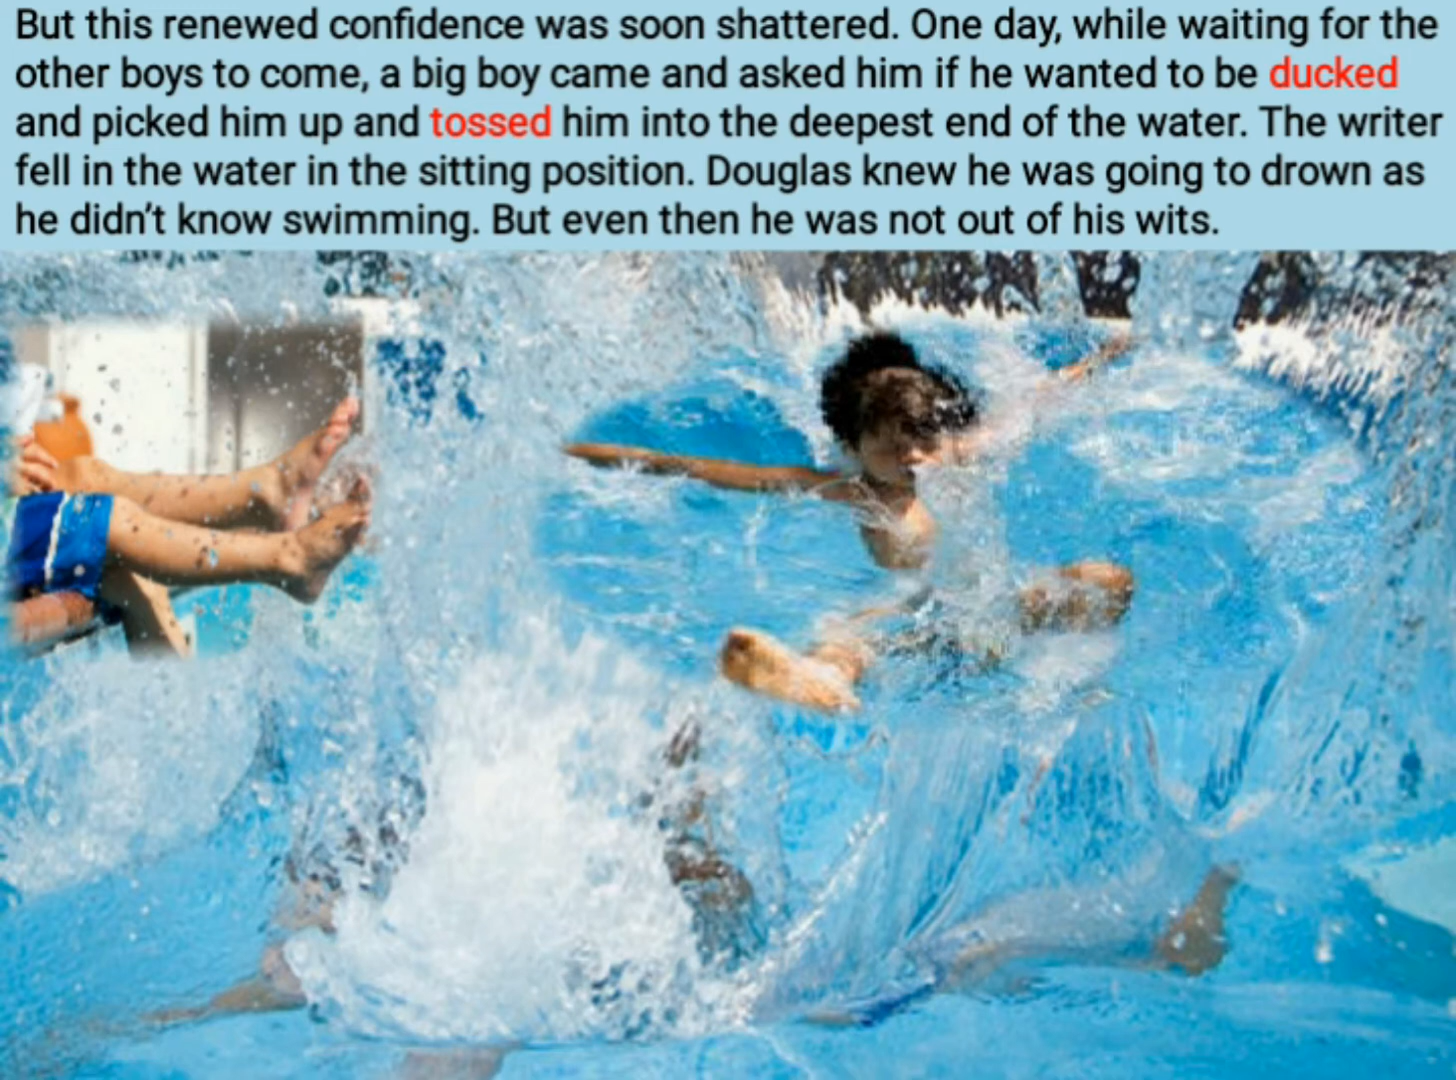 But this renewed confidence was soon shattered. One day, while waiting for the
other boys to come, a big boy came and asked him if he wanted to be ducked
and picked him up and tossed him into the deepest end of the water. The writer
fell in the water in the sitting position. Douglas knew he was going to drown as
he didn't know swimming. But even then he was not out of his wits.